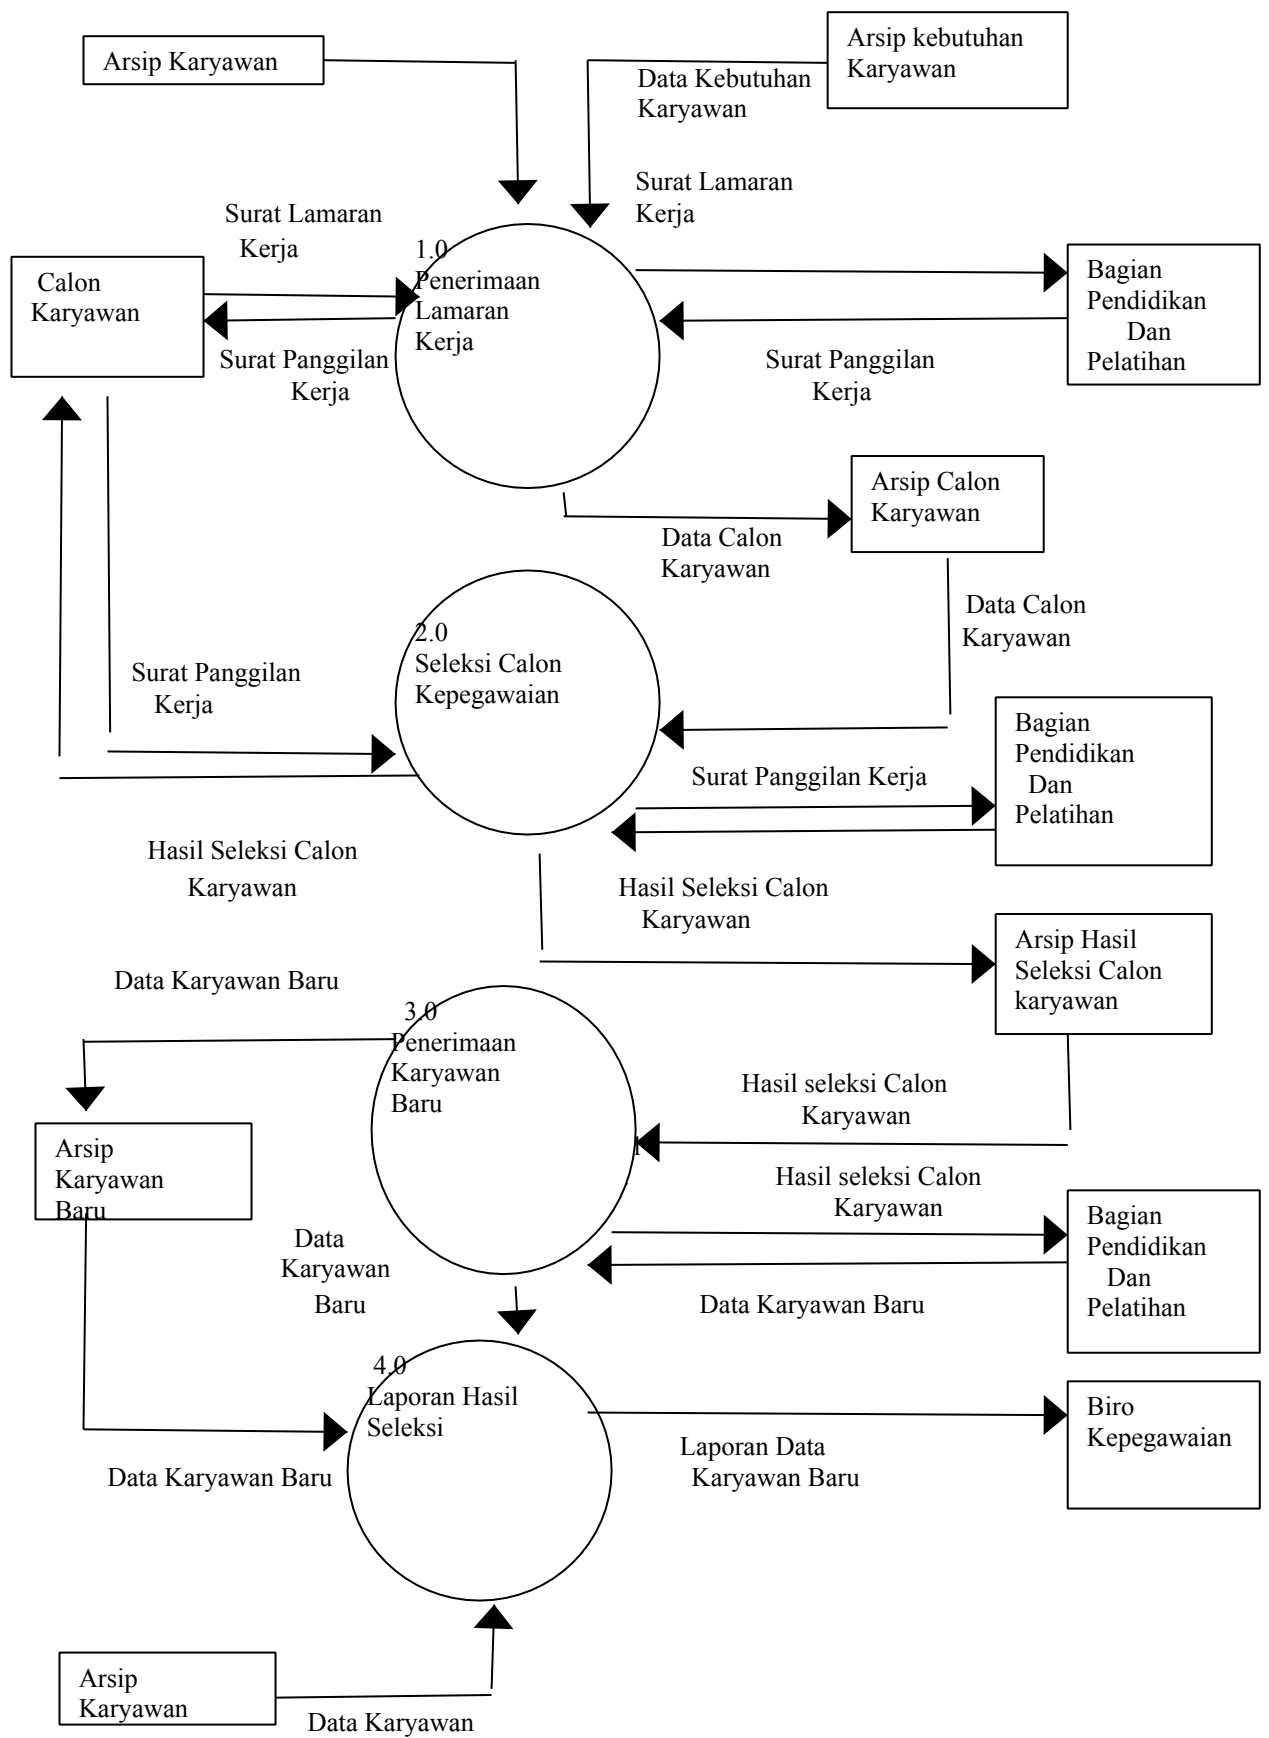 Arsip Karyawan
Arsip kebutuhan
Karyawan
Data Kebutuhan
Karyawan
Surat Lamaran
Kerja
Surat Lamaran
Kerja
Calon
Karyawan
1.0
Penerimaan
Lamaran
Kerja
Bagian
Pendidikan
Dan
Pelatihan
Surat Panggilan
Kerja
Surat Panggilan
Kerja
Arsip Calon
Karyawan
Data Calon
Karyawan
Data Calon
Karyawan
2.0
Seleksi Calon
Kepegawaian
Surat Panggilan
Kerja
Bagian
Pendidikan
Dan
Pelatihan
Surat Panggilan Kerja
Hasil Seleksi Calon
Karyawan
Hasil Seleksi Calon
Karyawan
Arsip Hasil
Seleksi Calon
karyawan
Data Karyawan Baru
3.0
Penerimaan
Karyawan
Baru
Hasil seleksi Calon
Karyawan
Arsip
Karyawan
Baru
Hasil seleksi Calon
Karyawan
Bagian
Pendidikan
Dan
Pelatihan
Data
Karyawan
Baru
Data Karyawan Baru
4.0
Laporan Hasil
Seleksi
Biro
Kepegawaian
Laporan Data
Karyawan Baru
Data Karyawan Baru
Arsip
Karyawan
Data Karyawan